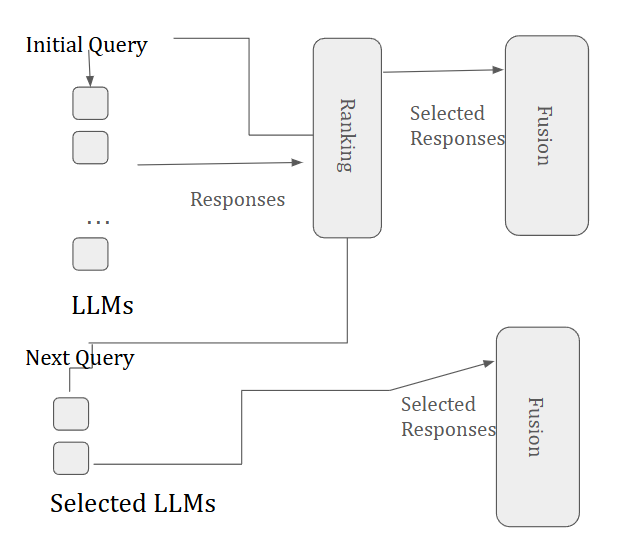 Initial Query
Ranking
Selected
Responses
Fusion
Responses
...
LLMs
Next Query
Selected
Responses
Fusion
Selected LLMs